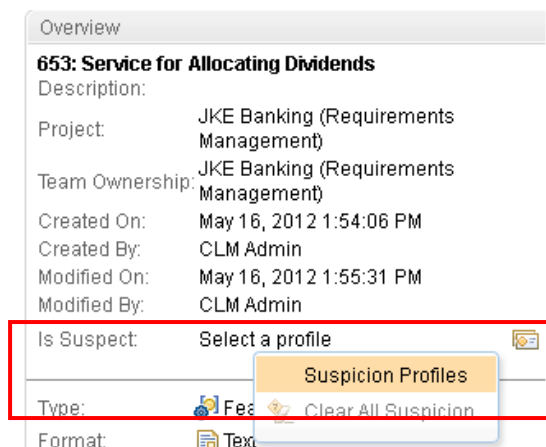 Overview
653: Service for Allocating Dividends
Description:
Project: JKE Banking (Requirements
Management)
Team Ownership: JKE Banking (Requirements
Management)
Created On: May 16, 2012 1:54:06 PM
Created By: CLM Admin
Modified On: May 16, 2012 1:55:31 PM
Modified By: CLM Admin
Is Suspect: Select a profile
Suspicion Profiles
Type: Fea
Clear All Suspicion
Format: Tex